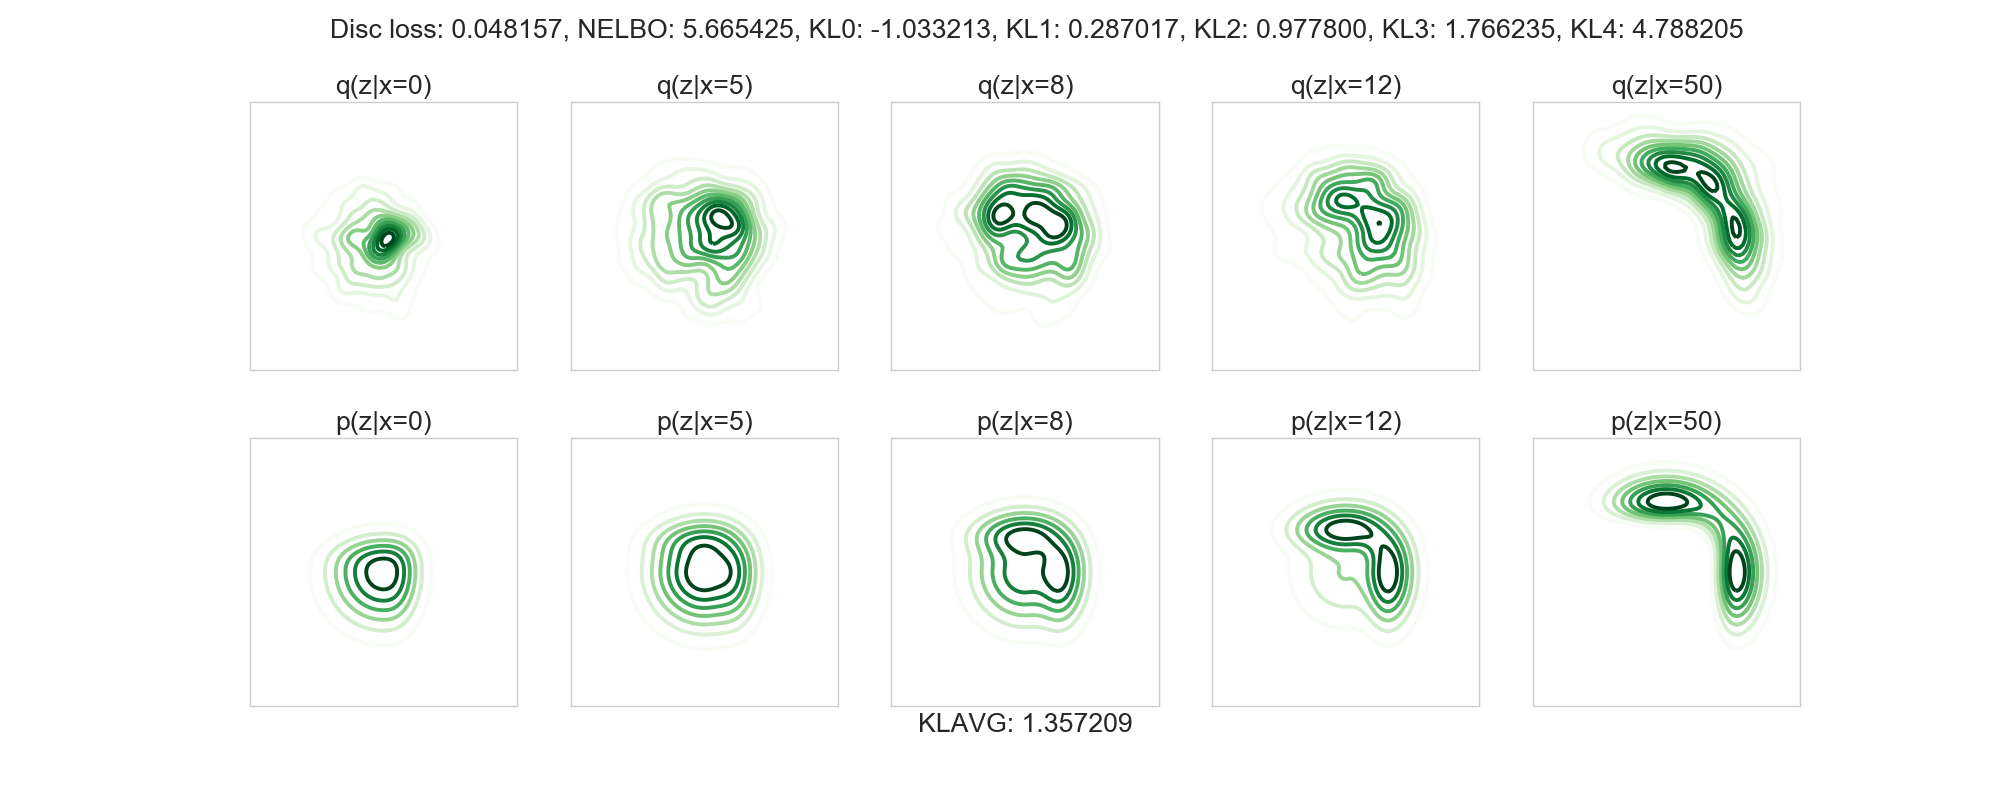 Disc loss: 0.048157, NELBO: 5.665425, KL0: -1.033213, KL1: 0.287017, KL2: 0.977800, KL3: 1.766235, KL4: 4.788205
q(z|x=0) q(z|x=5) q(z|x=8) q(z|x=12) q(z|x=50)
p(z|x=0) p(z|x=5) p(z|x=8) p(z|x=12) p(z|x=50)
KLAVG: 1.357209